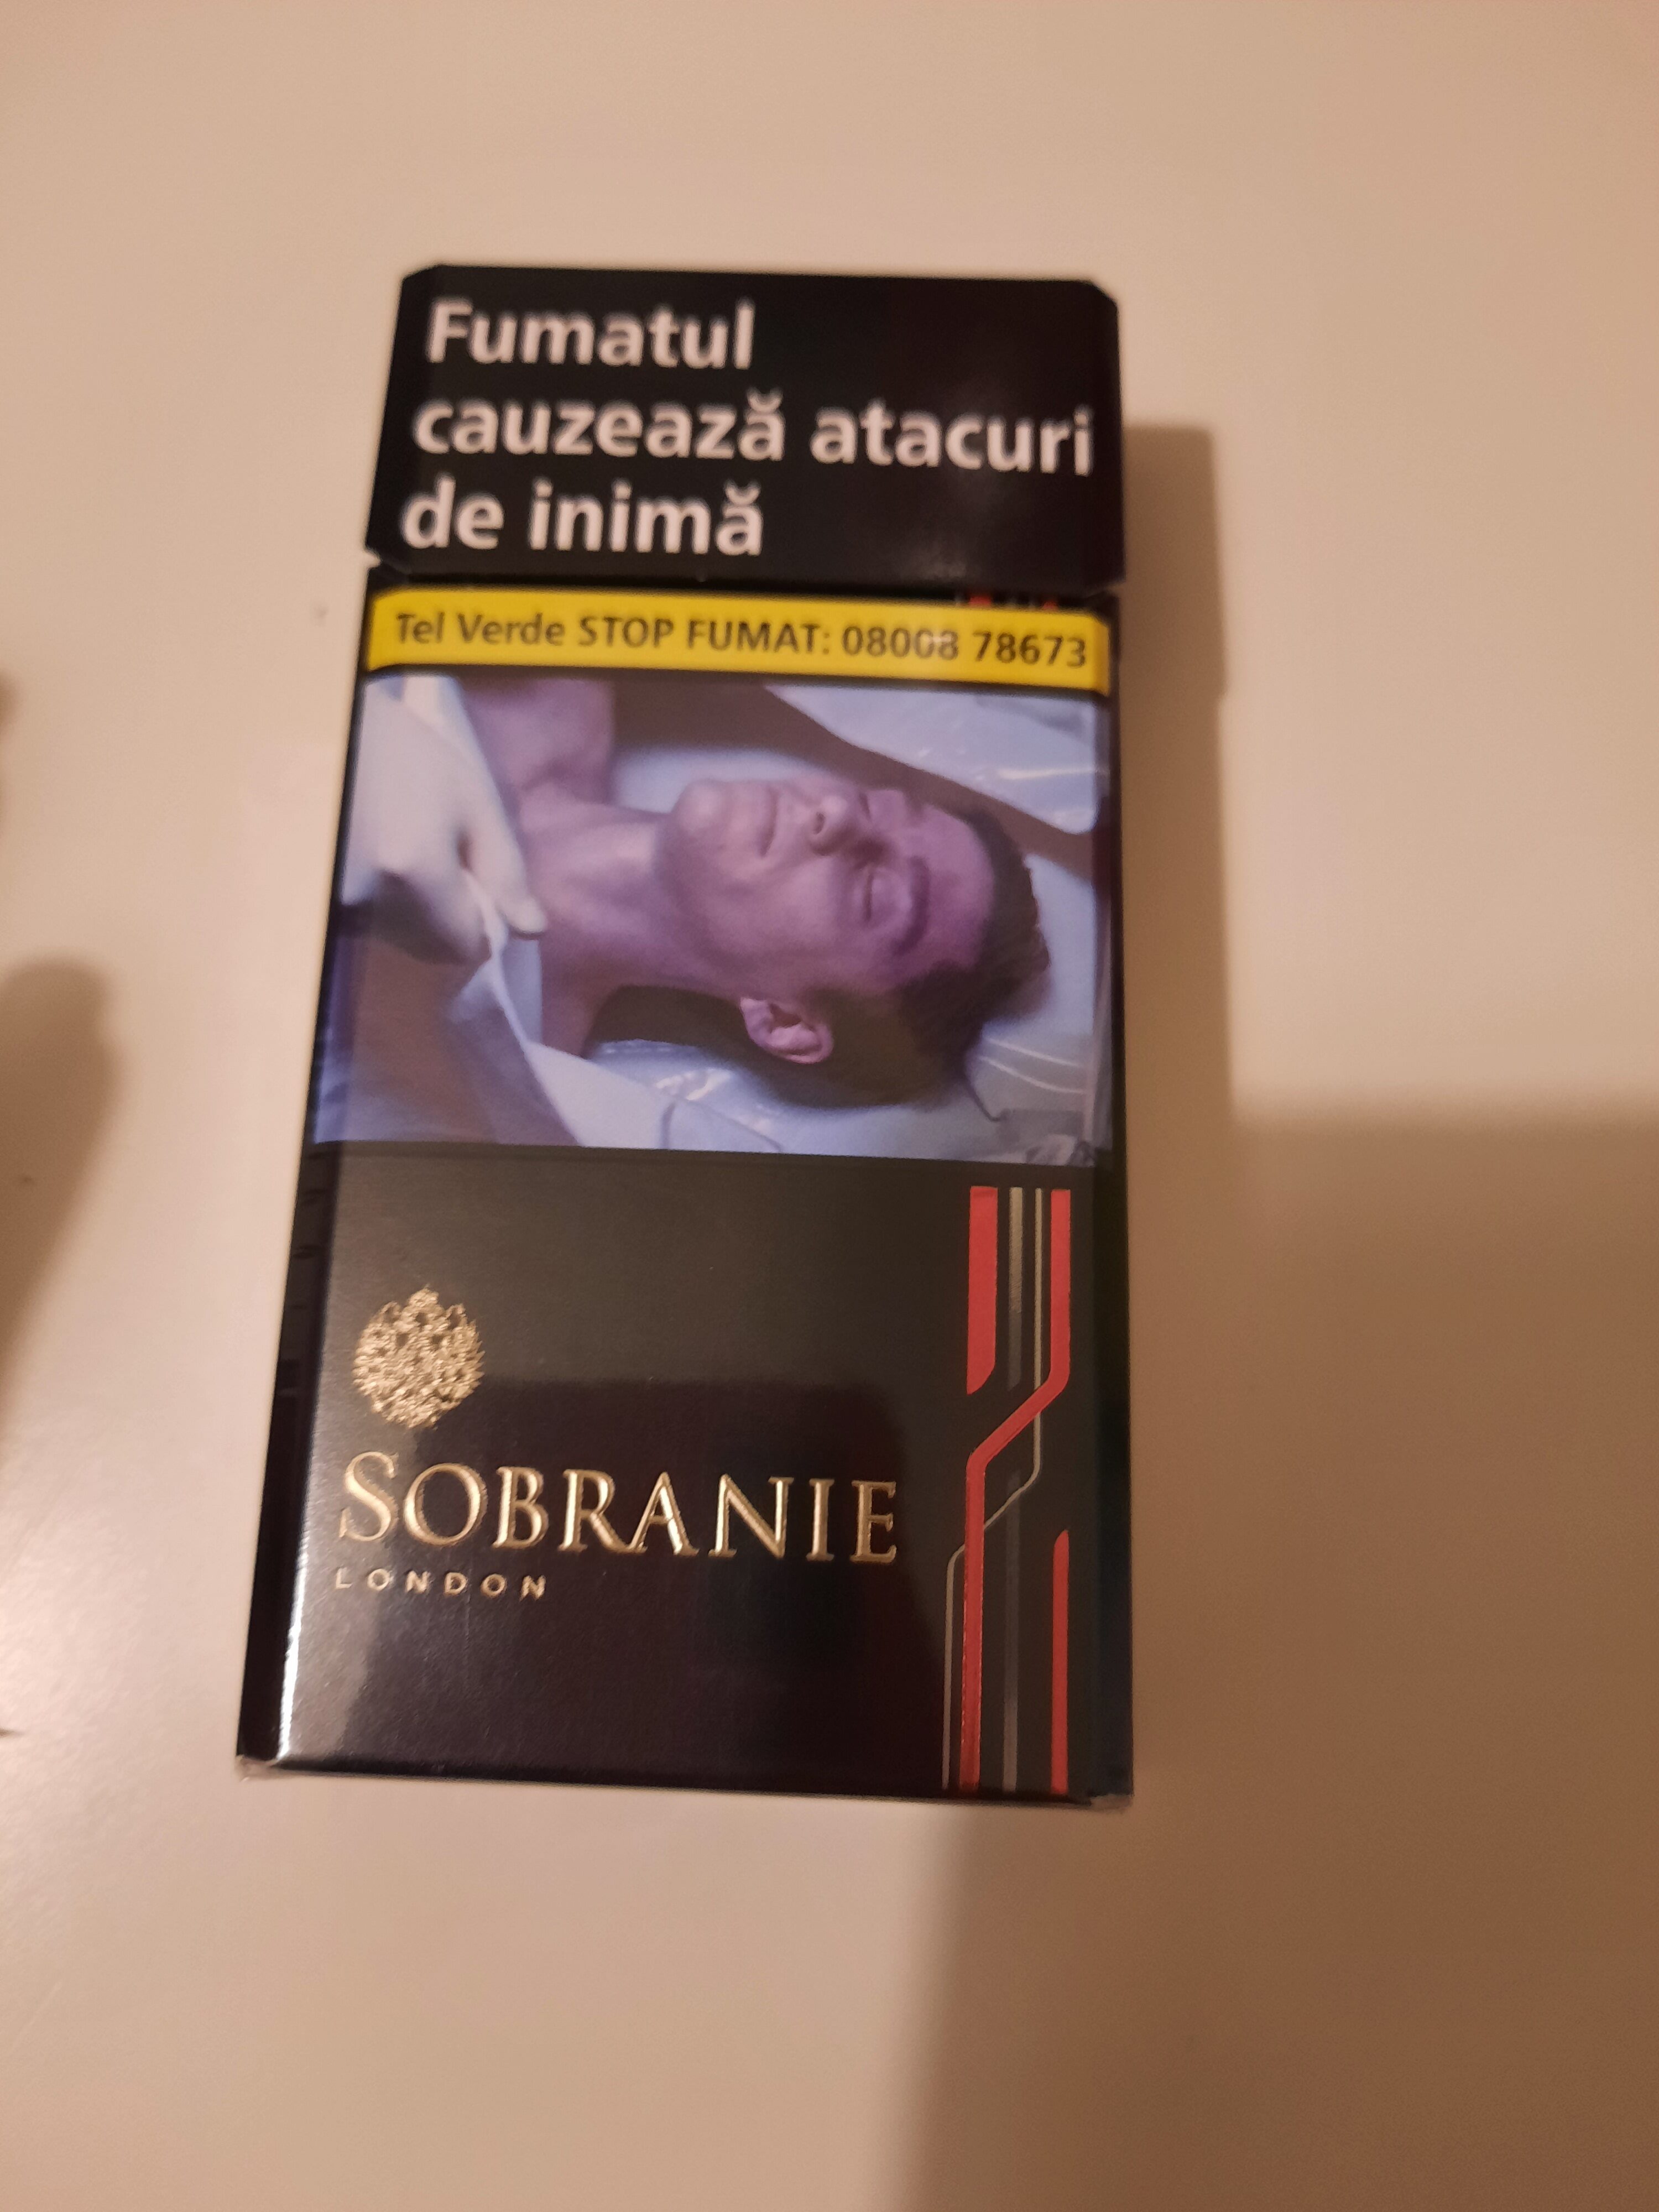 Fumatul
cauzează atacuri
de inimă
Tel Verde STOP FUMAT: 08008 78673
SOBRANIE
LONDON